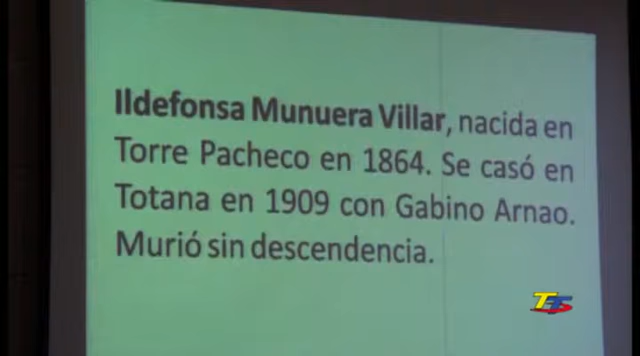 Ildefonsa Munuera Villar, nacida en
Torre Pacheco en 1864. Se casó en
Totana en 1909 con Gabino Arnao.
Murió sin descendencia.